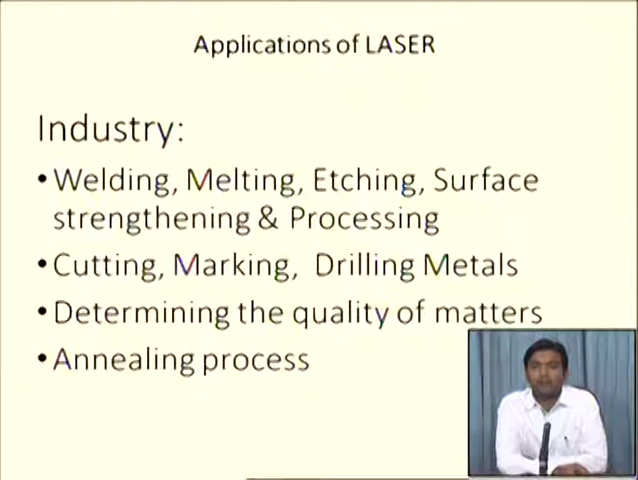 Applications of LASER
Industry:
•Welding, Melting, Etching, Surface
strengthening & Processing
•Cutting, Marking, Drilling Metals
•Determining the quality of matters
•Annealing process